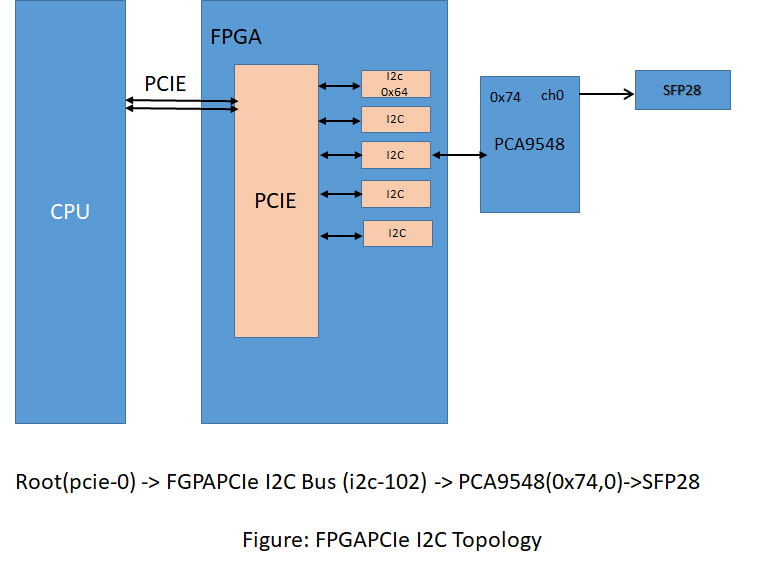 FPGA
PCIE
CPU
PCIE
I2c
0x64
I2C
I2C
I2C
I2C
0x74 ch0
PCA9548
SFP28
Root(pcie-0) -> FGPAPCIe I2C Bus (i2c-102) -> PCA9548(0x74,0)->SFP28
Figure: FPGAPCIe I2C Topology